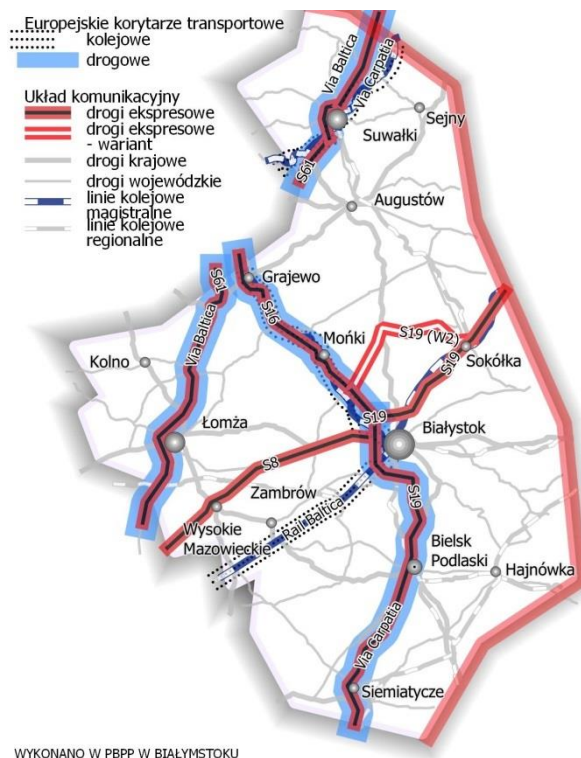 Europejskie korytarze transportowe
kolejowe
drogowe
Układ komunikacyjny
drogi ekspresowe
drogi ekspresowe
- wariant
drogi krajowe
drogi wojewódzkie
linie kolejowe
magistralne
linie kolejowe
regionalne
Via Baltica
Via Carpatia
Sejny
Suwałki
S61
Augustów
S61
Grajewo
S16
Via Baltica
Mońki
S19 (W2)
Kolno
S19
Sokółka
Łomża
S19
Białystok
S8
S19
Zambrów
Wysokie
Mazowieckie
Rail Baltica
Bielsk
Podlaski
Hajnówka
Via Carpatia
Siemiatycze
WYKONANO W PBPP W BIAŁYMSTOKU